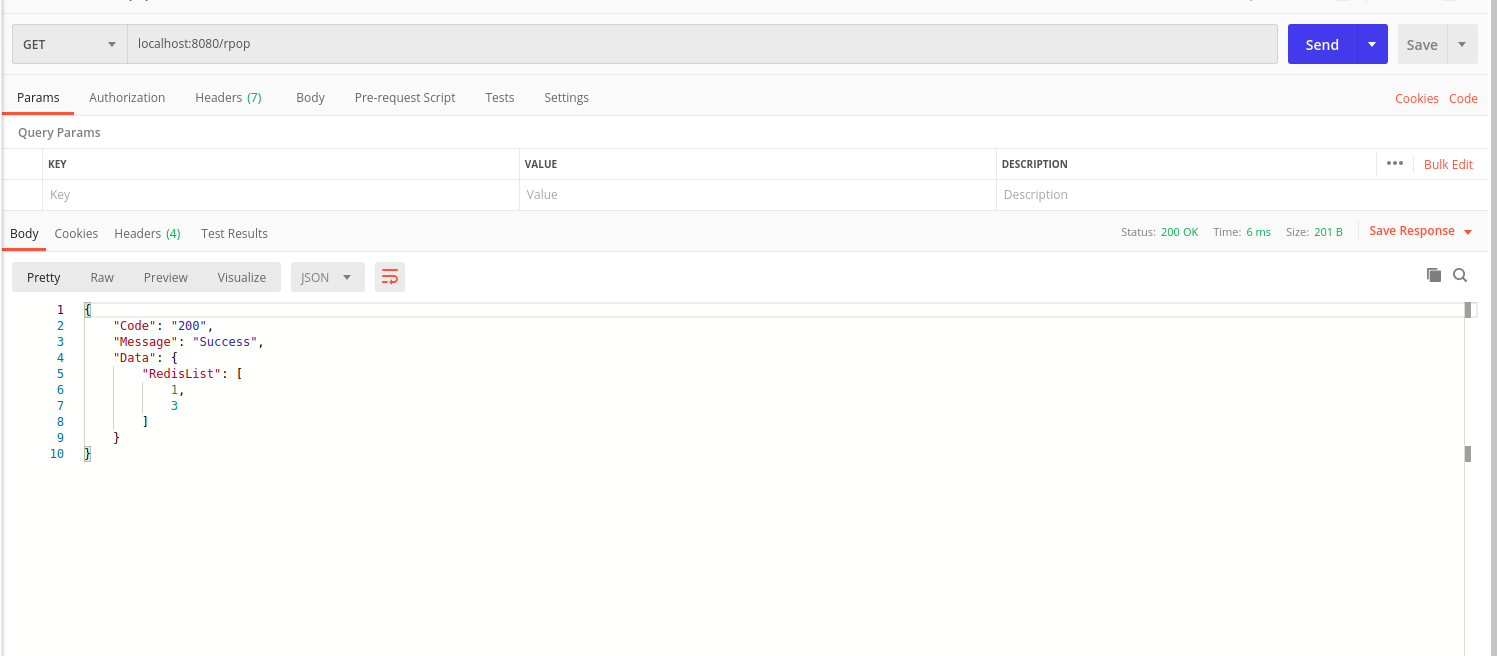 GET localhost:8080/rpop Send Save
Params Authorization Headers (7) Body Pre-request Script Tests Settings Cookies Code
Query Params
KEY VALUE DESCRIPTION ••• Bulk Edit
Key Value Description
Body Cookies Headers (4) Test Results Status: 200 OK Time: 6 ms Size: 201 B Save Response
Pretty Raw Preview Visualize JSON
1 {
2 "Code": "200",
3 "Message": "Success",
4 "Data": {
5 "RedisList": [
6 1,
7 3
8 ]
9 }
10 }